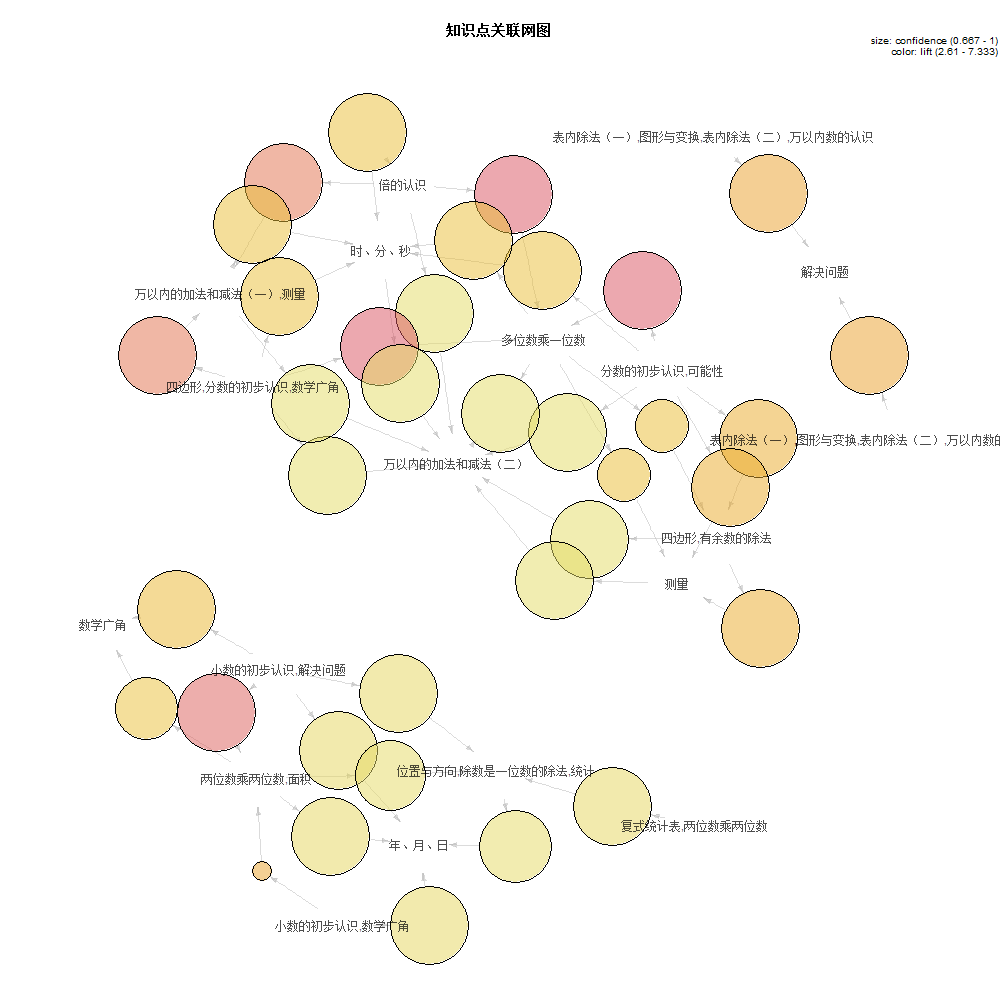 知识点关联网图
size: confidence (0.667 - 1)
color: lift (2.61 - 7.333)
表内除法（一）,图形与变换,表内除法（二）,万以内数的认识
倍的认识
时、分、秒
解决问题
万以内的加法和减法（一）,测量
多位数乘一位数
分数的初步认识,可能性
四边形,分数的初步认识,数学广角
表内除法（一）,图形与变换,表内除法（二）,万以内数的
万以内的加法和减法（二）
四边形,有余数的除法
测量
数学广角
小数的初步认识,解决问题
位置与方向,除数是一位数的除法,统计
两位数乘两位数,面积
复式统计表,两位数乘两位数
年、月、日
小数的初步认识,数学广角